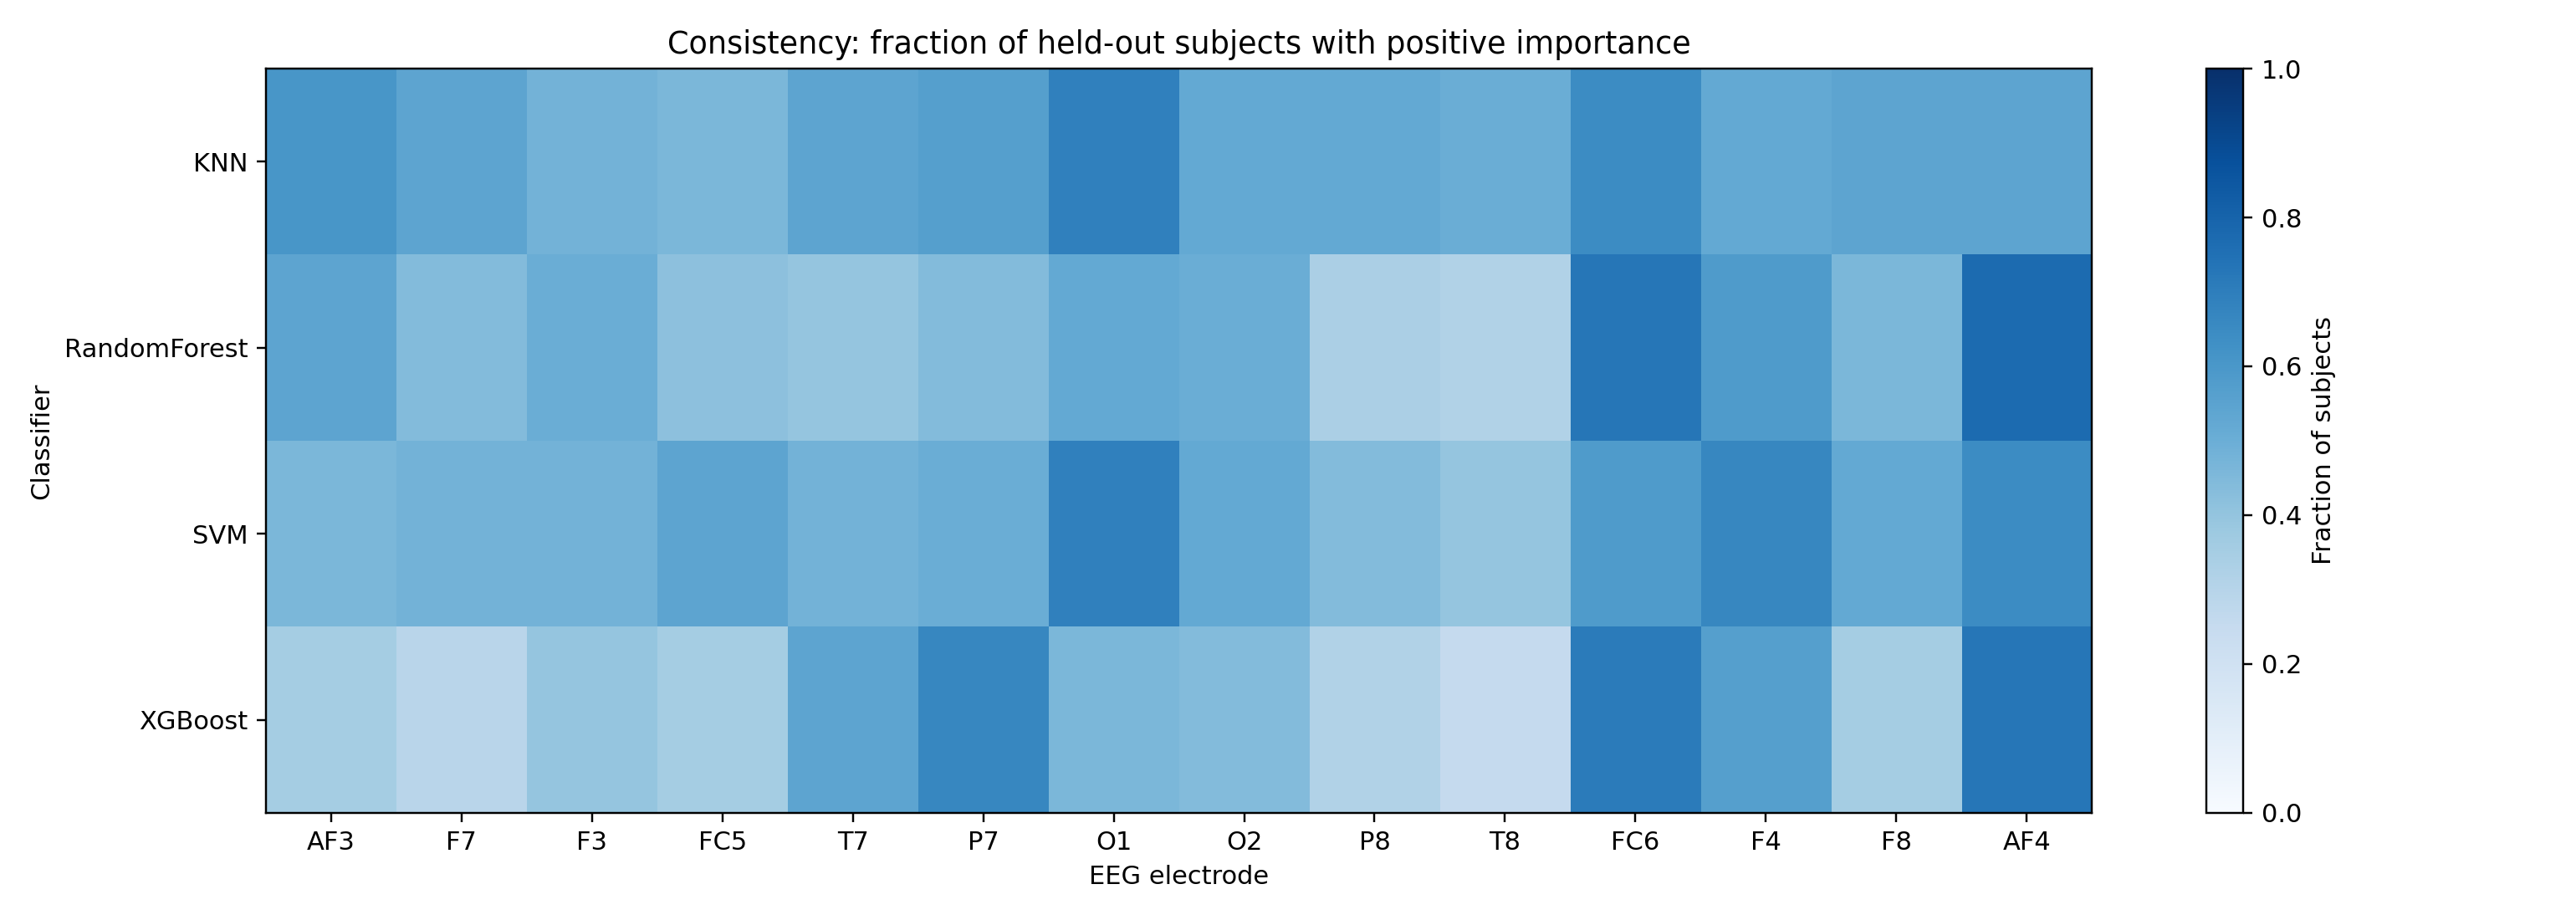 Consistency: fraction of held-out subjects with positive importance
Classifier
KNN
RandomForest
SVM
XGBoost
AF3 F7 F3 FC5 T7 P7 O1 O2 P8 T8 FC6 F4 F8 AF4
EEG electrode
1.0
0.8
0.6
0.4
0.2
0.0
Fraction of subjects